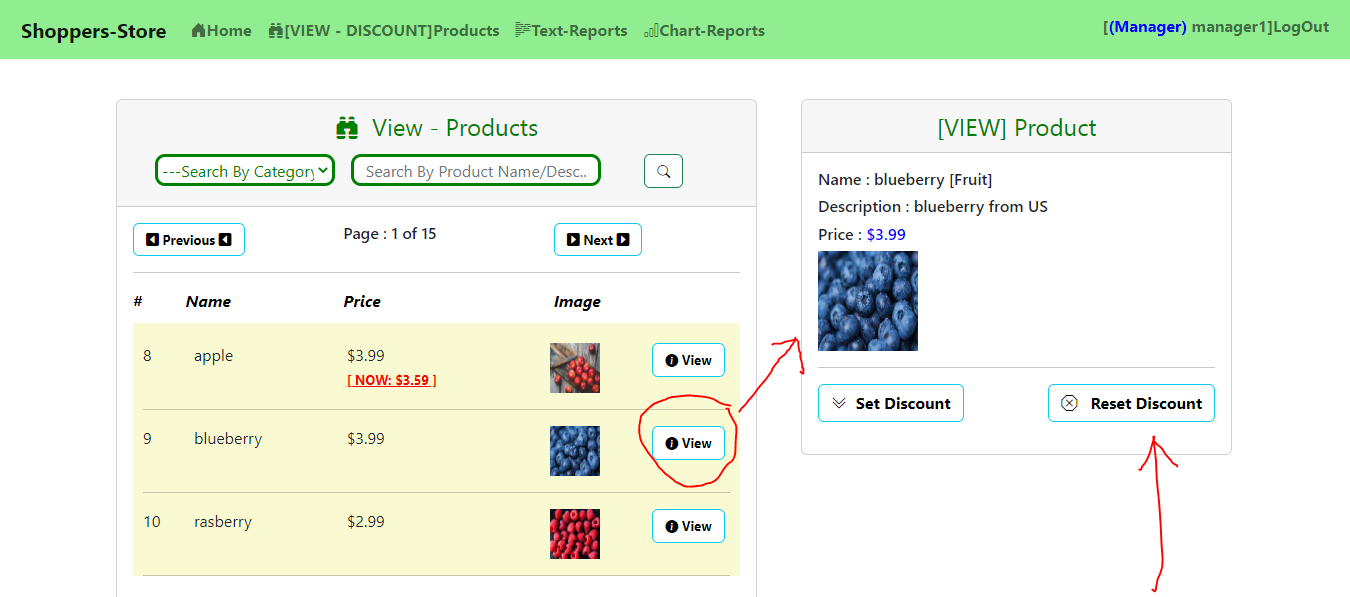 Shoppers-Store Home [VIEW - DISCOUNT]Products Text-Reports Chart-Reports [(Manager) manager1]LogOut
View - Products
---Search By Category Search By Product Name/Desc..
Previous Page : 1 of 15 Next
# Name Price Image
8 apple $3.99 View
[ NOW: $3.59 ]
9 blueberry $3.99 View
10 rasberry $2.99 View
[VIEW] Product
Name : blueberry [Fruit]
Description : blueberry from US
Price : $3.99
Set Discount Reset Discount